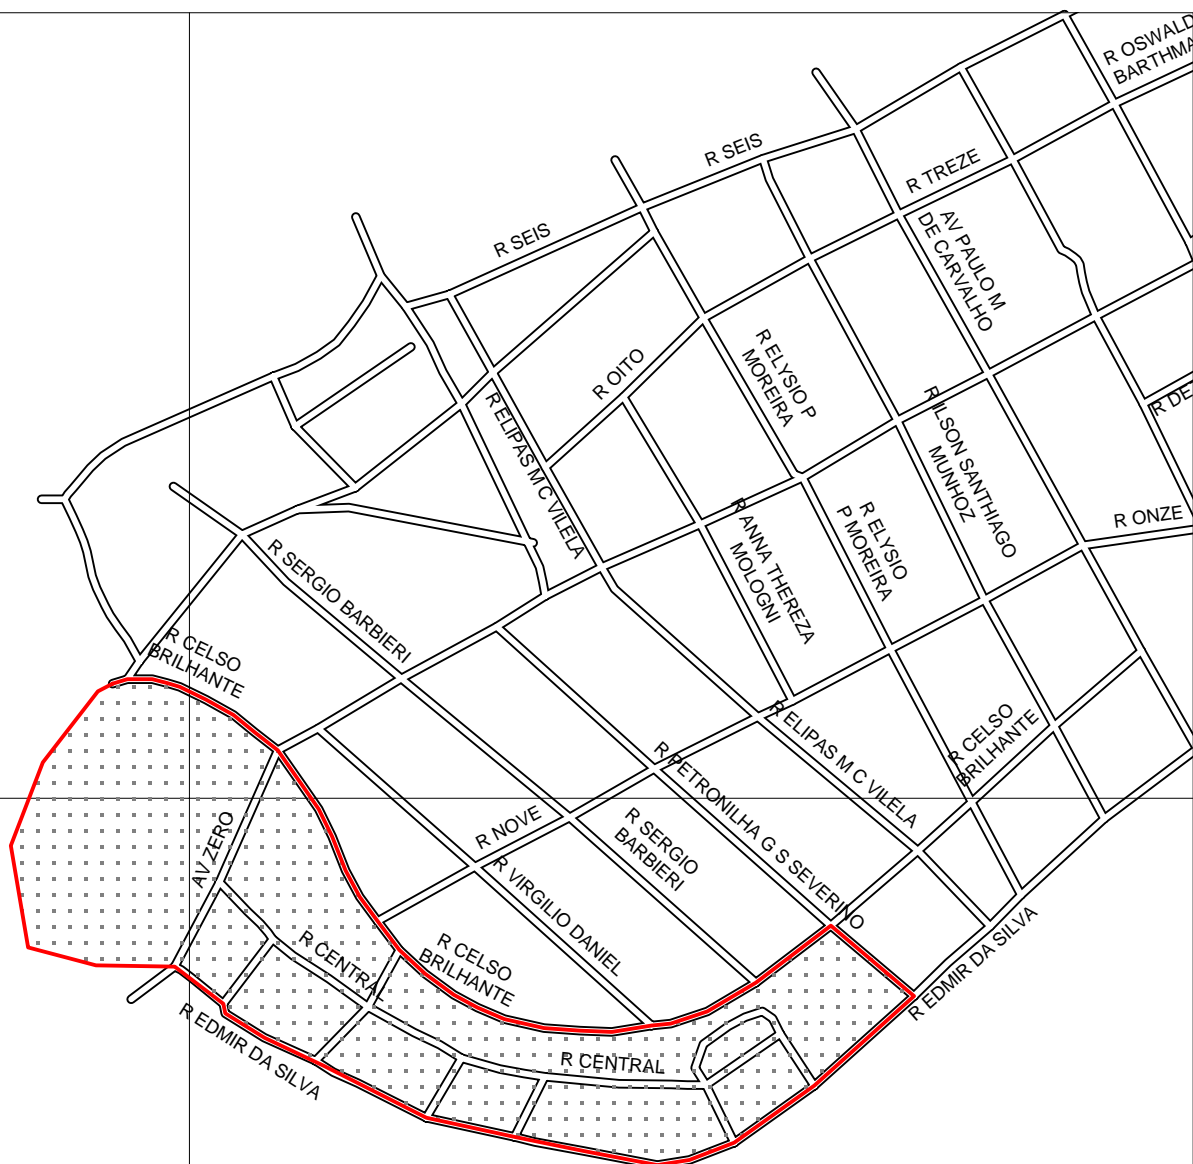 R OSWALD
BARTHMA
R SEIS
R TREZE
R SEIS
AV PAULO M
DE CARVALHO
R ELYSIO P
MOREIRA
R OITO
R ELIPAS M C VILELA
R ILSON SANTHIAGO
MUNHOZ
R DE
R ONZE
R ANNA THEREZA
MOLOGNI
R ELYSIO
P MOREIRA
R SERGIO BARBIERI
R CELSO
BRILHANTE
R ELIPAS M C VILELA
R CELSO
BRILHANTE
R PETRONILHA G S SEVERINO
AV ZERO
R NOVE
R SERGIO
BARBIERI
R VIRGILIO DANIEL
R CENTRAL
R CELSO
BRILHANTE
R EDMIR DA SILVA
R EDMIR DA SILVA
R CENTRAL